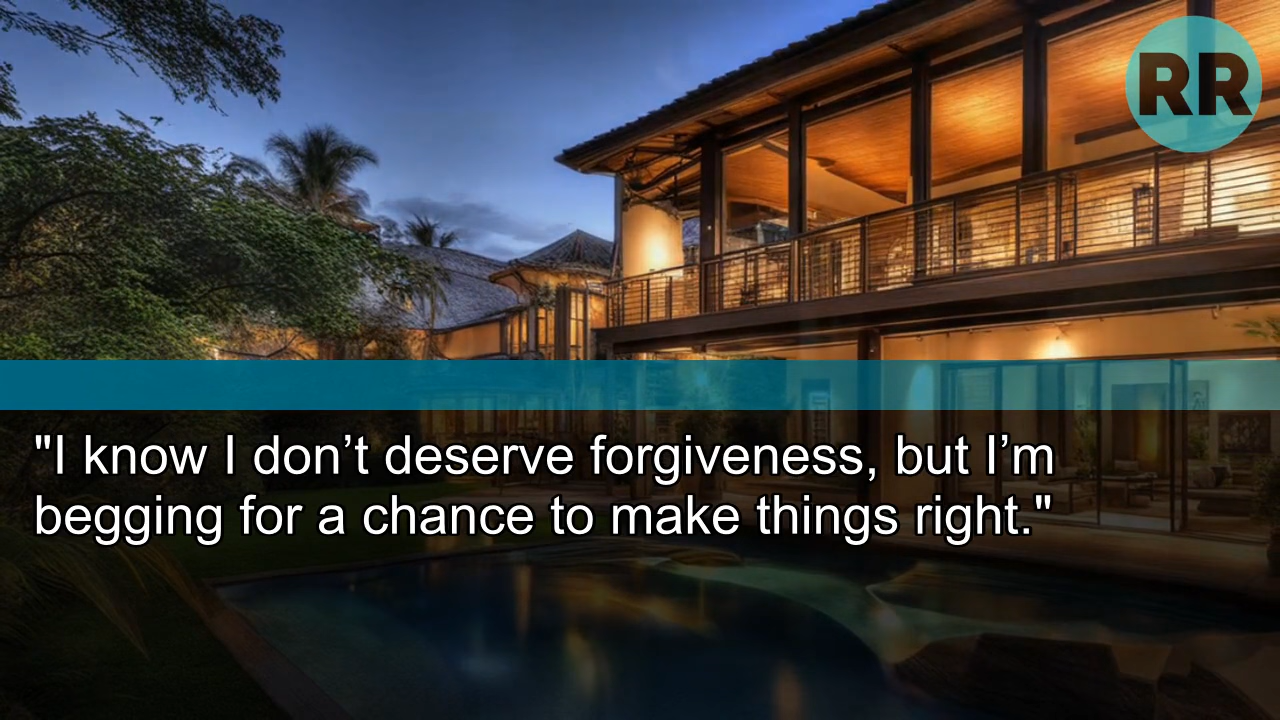 RR
"I know I don’t deserve forgiveness, but I’m
begging for a chance to make things right."